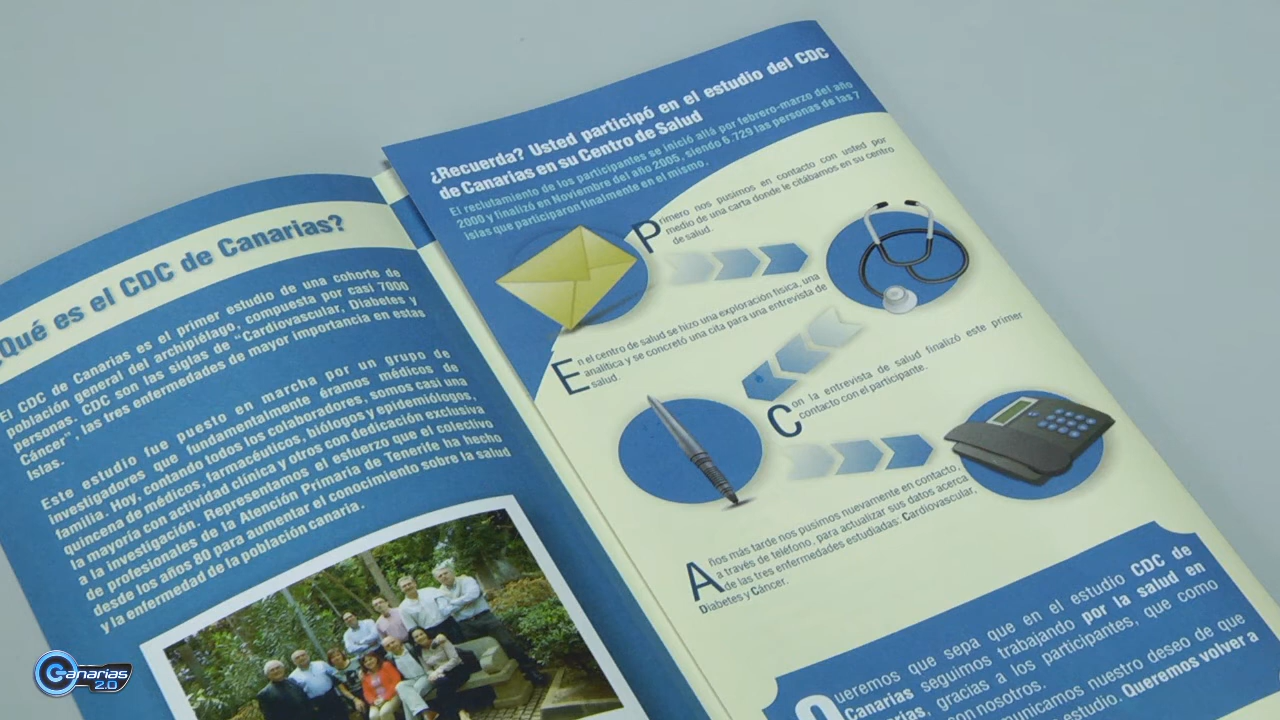 ¿Qué es el CDC de Canarias?
El CDC de Canarias es el primer estudio de una cohorte de
población general del archipiélago, compuesta por casi 7000
personas. CDC son las siglas de "Cardiovascular, Diabetes y
Cáncer", las tres enfermedades de mayor importancia en estas
Islas.
Este estudio fue puesto en marcha por un grupo de
investigadores que fundamentalmente éramos médicos de
familia. Hoy, contando todos los colaboradores, somos casi una
quincena de médicos, farmacéuticos, biólogos y epidemiólogos,
la mayoría con actividad clínica y otros con dedicación exclusiva
a la investigación. Representamos el esfuerzo que el colectivo
de profesionales de la Atención Primaria de Tenerife ha hecho
desde los años 80 para aumentar el conocimiento sobre la salud
y la enfermedad de la población canaria.
¿Recuerda? Usted participó en el estudio del CDC
de Canarias en su Centro de Salud
El reclutamiento de los participantes se inició allá por febrero-marzo del año
2000 y finalizó en Noviembre del año 2005, siendo 6.729 las personas de las 7
islas que participaron finalmente en el mismo.
Primero nos pusimos en contacto con usted por
medio de una carta donde le citábamos en su centro
de salud.
En el centro de salud se hizo una exploración física, una
analítica y se concretó una cita para una entrevista de
salud.
Con la entrevista de salud finalizó este primer
contacto con el participante.
Años más tarde nos pusimos nuevamente en contacto,
a través de teléfono, para actualizar sus datos acerca
de las tres enfermedades estudiadas: Cardiovascular,
Diabetes y Cáncer.
Queremos que sepa que en el estudio CDC de
Canarias seguimos trabajando por la salud en
gracias a los participantes, que como
con nosotros.
nuestro deseo de que
estudio. Queremos volver a
Canarias
2.0